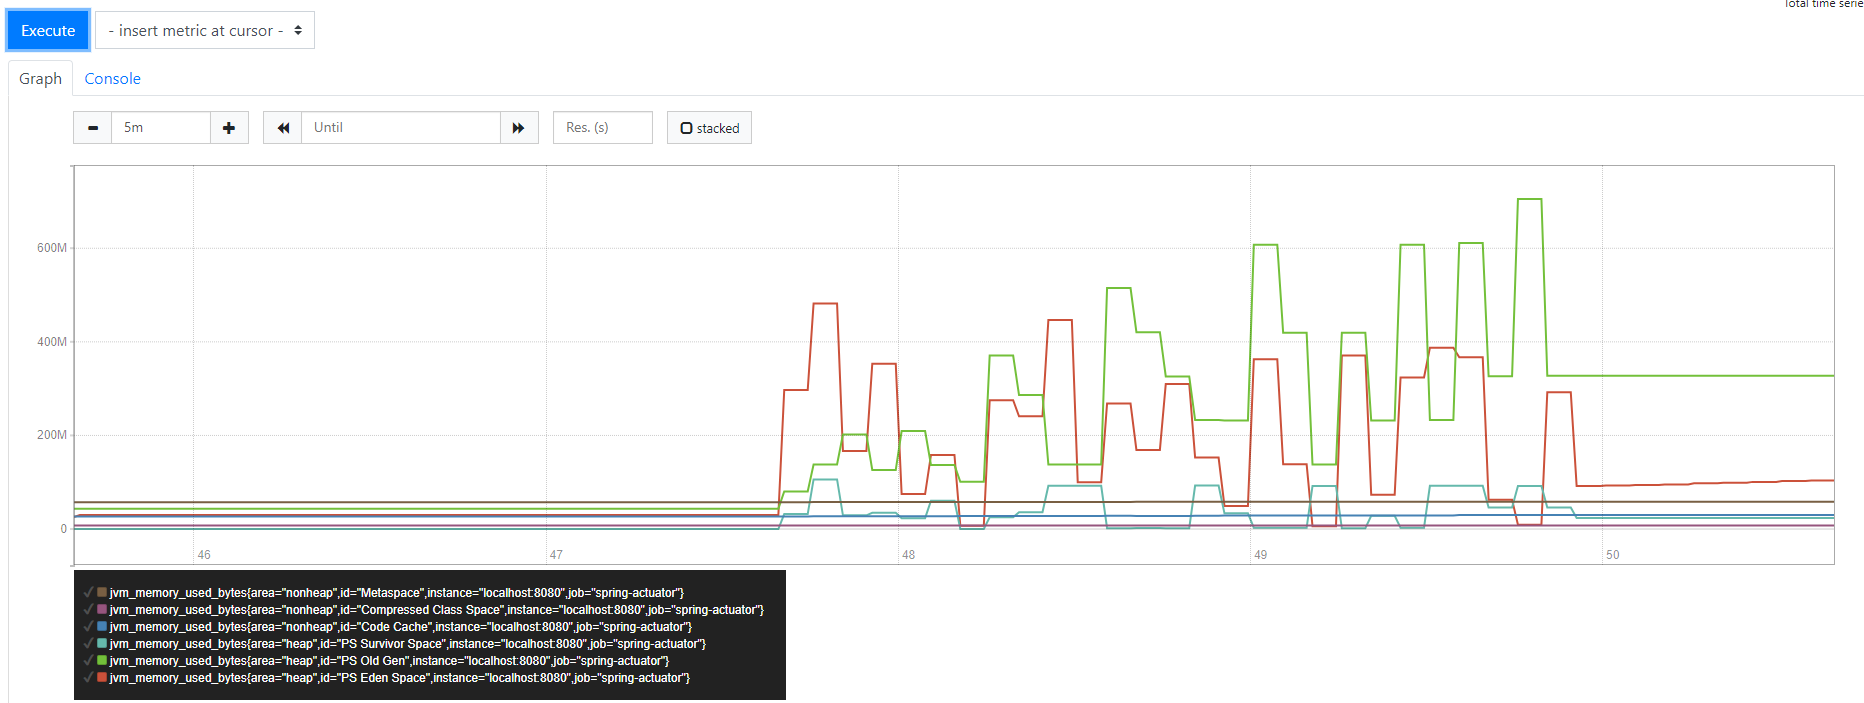 Total time serie
Execute
- insert metric at cursor -
Graph
Console
5m
Until
Res. (s)
stacked
600M
400M
200M
0
46
47
48
49
50
jvm_memory_used_bytes{area="nonheap",id="Metaspace",instance="localhost:8080",job="spring-actuator"}
jvm_memory_used_bytes{area="nonheap",id="Compressed Class Space",instance="localhost:8080",job="spring-actuator"}
jvm_memory_used_bytes{area="nonheap",id="Code Cache",instance="localhost:8080",job="spring-actuator"}
jvm_memory_used_bytes{area="heap",id="PS Survivor Space",instance="localhost:8080",job="spring-actuator"}
jvm_memory_used_bytes{area="heap",id="PS Old Gen",instance="localhost:8080",job="spring-actuator"}
jvm_memory_used_bytes{area="heap",id="PS Eden Space",instance="localhost:8080",job="spring-actuator"}